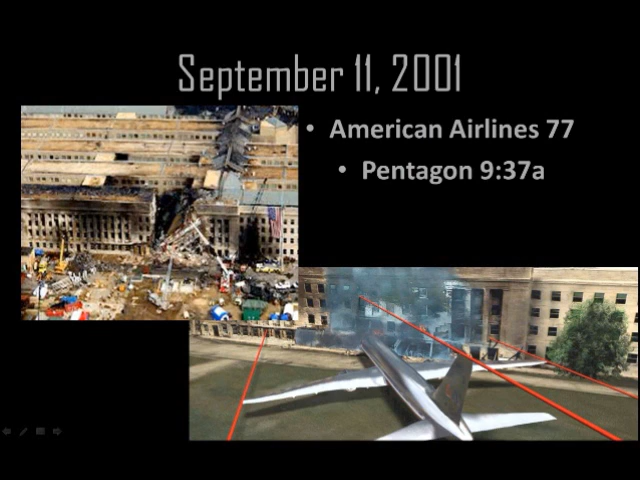 September 11, 2001
• American Airlines 77
• Pentagon 9:37a